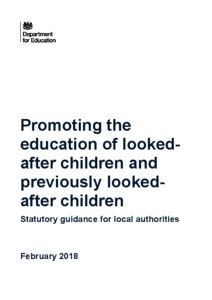 Department
for Education
Promoting the
education of looked-
after children and
previously looked-
after children
Statutory guidance for local authorities
February 2018